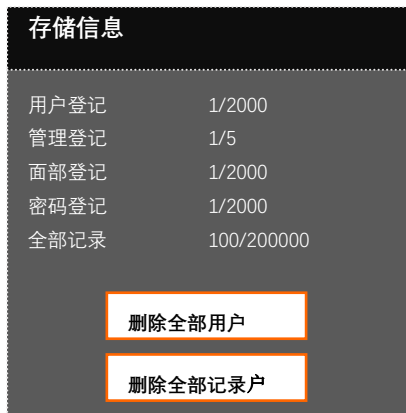 存储信息
用户登记 1/2000
管理登记 1/5
面部登记 1/2000
密码登记 1/2000
全部记录 100/200000
删除全部用户
删除全部记录户